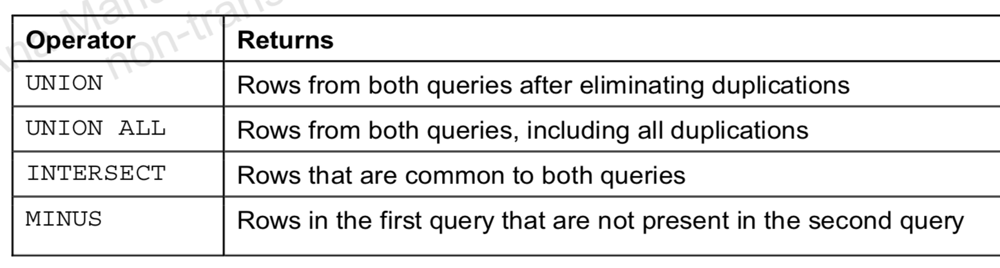 Operator Returns
UNION Rows from both queries after eliminating duplications
UNION ALL Rows from both queries, including all duplications
INTERSECT Rows that are common to both queries
MINUS Rows in the first query that are not present in the second query